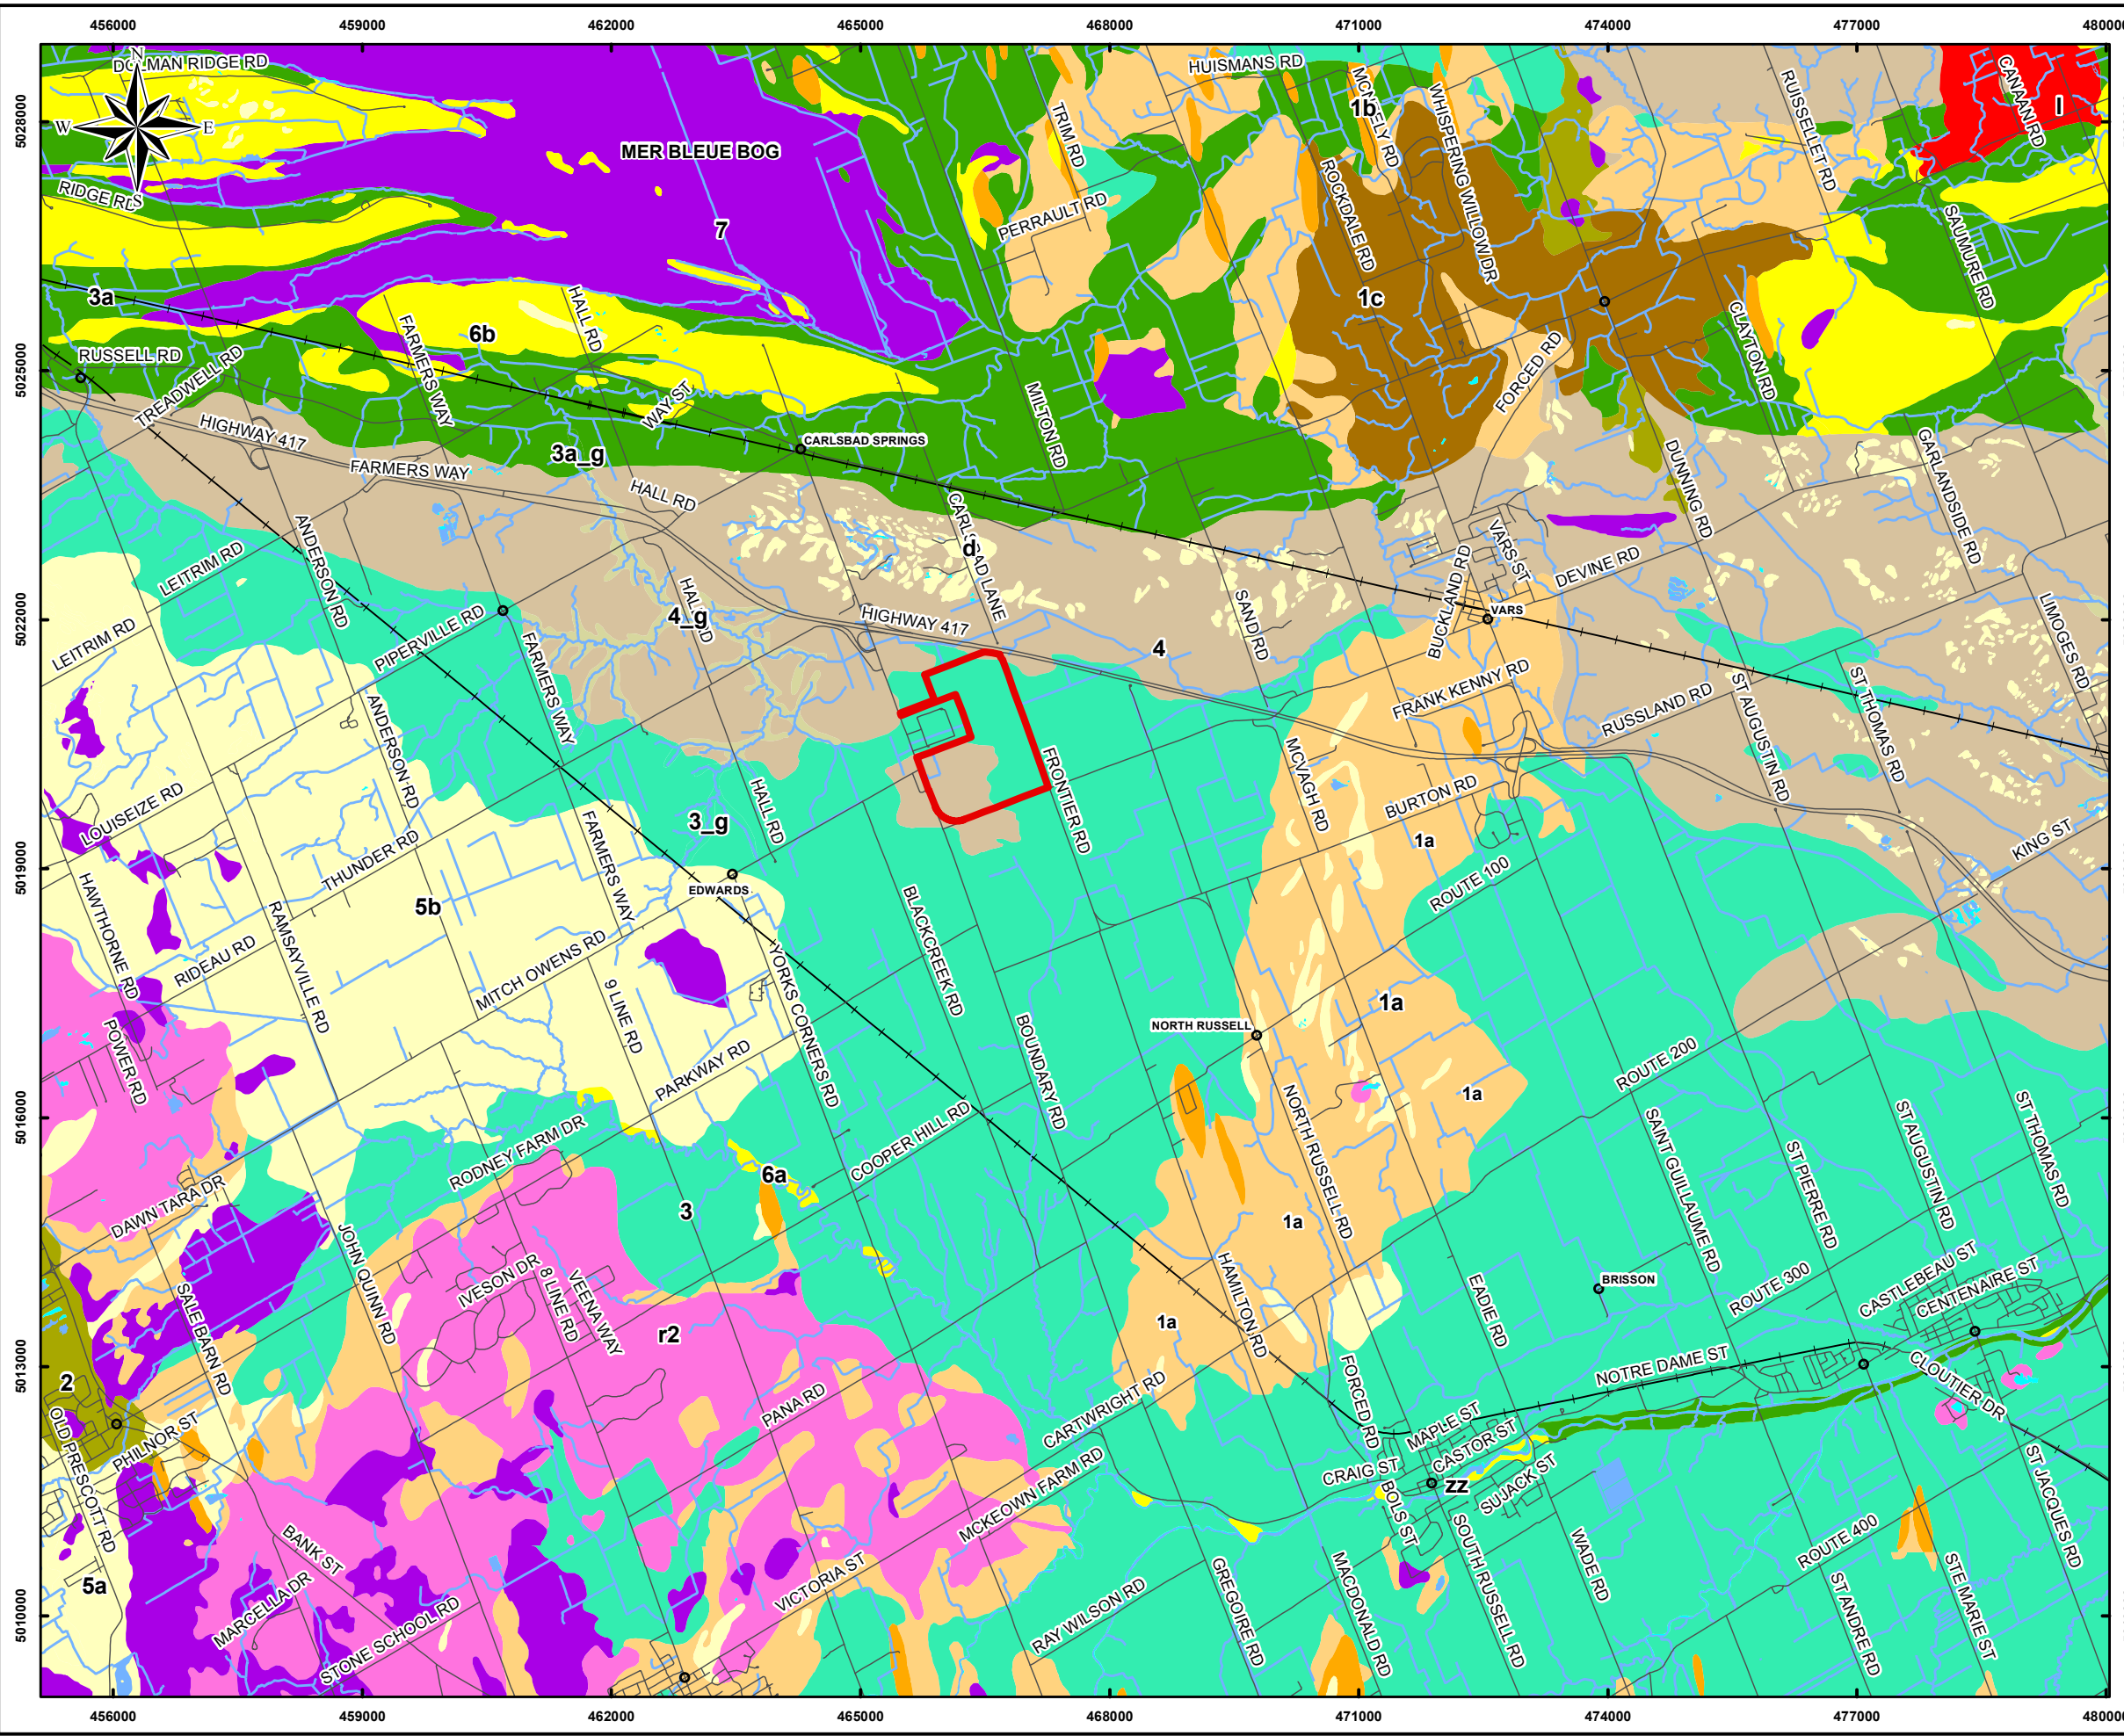 456000 459000 462000 465000 468000 471000 474000 477000 480000
DOLMAN RIDGE RD
HUISMANS RD
N
W E
S
5028000
MER BLEUE BOG
TRIM RD
1b
MCNEELY RD
WHISPERING WILLOW DR
RUISSELLET RD
CANAAN RD
I
RIDGE RD
7
PERRAULT RD
ROCKDALE RD
SAUMURE RD
3a
6b
HALL RD
1c
5025000
RUSSELL RD
TREADWELL RD
FARMERS WAY
WAY ST
MILTON RD
FORCED RD
CLAYTON RD
HIGHWAY 417
CARLSBAD SPRINGS
3a_g
FARMERS WAY
HALL RD
DUNNING RD
GARLANDSIDE RD
ANDERSON RD
LEITRIM RD
d
CARLSBAD LANE
VARS ST
DEVINE RD
5022000
LEITRIM RD
PIPERVILLE RD
FARMERS WAY
HALL RD
4_g
HIGHWAY 417
4
SAND RD
BUCKLAND RD
VARS
LIMOGES RD
FRANK KENNY RD
RUSSLAND RD
ST AUGUSTIN RD
ST THOMAS RD
ANDERSON RD
LOUISEIZE RD
THUNDER RD
HALL RD
3_g
FRONTIER RD
MCVAGH RD
BURTON RD
1a
KING ST
5019000
HAWTHORNE RD
RAMSAYVILLE RD
5b
FARMERS WAY
EDWARDS
BLACKCREEK RD
ROUTE 100
RIDEAU RD
MITCH OWENS RD
9 LINE RD
YORKS CORNERS RD
1a
POWER RD
PARKWAY RD
BOUNDARY RD
NORTH RUSSELL
ROUTE 200
5016000
RODNEY FARM DR
COOPER HILL RD
1a
NORTH RUSSELL RD
SAINT GUILLAUME RD
ST PIERRE RD
ST AUGUSTIN RD
ST THOMAS RD
DAWN TARA DR
6a
3
1a
JOHN QUINN RD
SALE BARN RD
IVESON DR
8 LINE RD
VEENA WAY
r2
HAMILTON RD
1a
EADIE RD
BRISSON
ROUTE 300
CASTLEBEAU ST
CENTENAIRE ST
5013000
2
OLD PRESCOTT RD
PHILNOR ST
PANA RD
CARTWRIGHT RD
FORCED RD
NOTRE DAME ST
CLOUTIER DR
MAPLE ST
CASTOR ST
CRAIG ST
zz
SUJACK ST
BOLS ST
MCKEOWN FARM RD
ST JACQUES RD
5a
BANK ST
MARCELLA DR
STONE SCHOOL RD
VICTORIA ST
RAY WILSON RD
GREGOIRE RD
MACDONALD RD
SOUTH RUSSELL RD
WADE RD
ROUTE 400
ST ANDRE RD
STE MARIE ST
5010000
456000 459000 462000 465000 468000 471000 474000 477000 480000